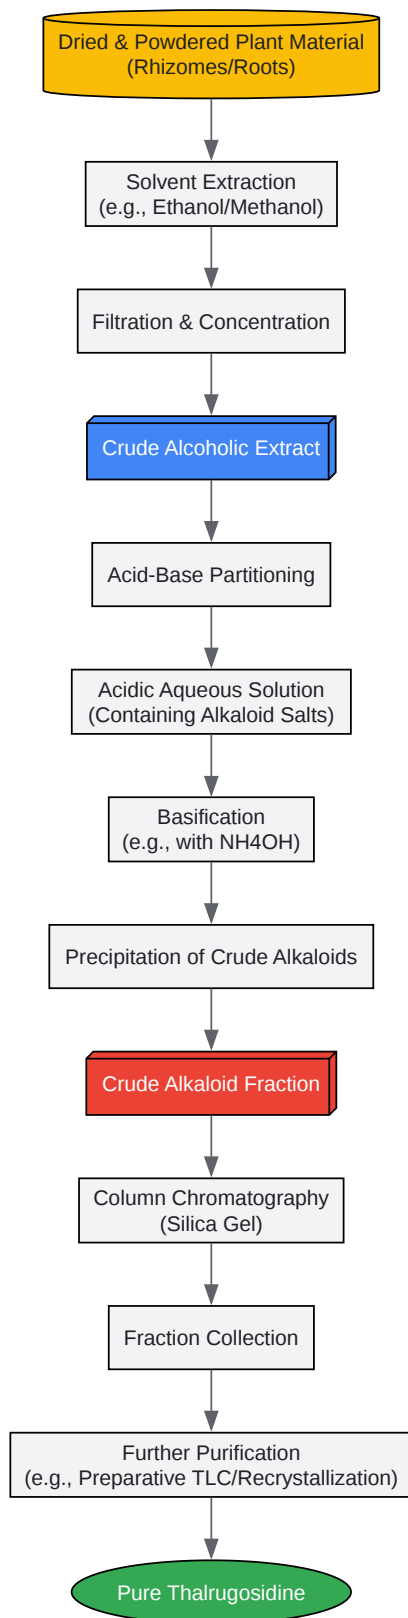 Dried & Powdered Plant Material
(Rhizomes/Roots)
Solvent Extraction
(e.g., Ethanol/Methanol)
Filtration & Concentration
Crude Alcoholic Extract
Acid-Base Partitioning
Acidic Aqueous Solution
(Containing Alkaloid Salts)
Basification
(e.g., with NH4OH)
Precipitation of Crude Alkaloids
Crude Alkaloid Fraction
Column Chromatography
(Silica Gel)
Fraction Collection
Further Purification
(e.g., Preparative TLC/Recrystallization)
Pure Thalrugosidine